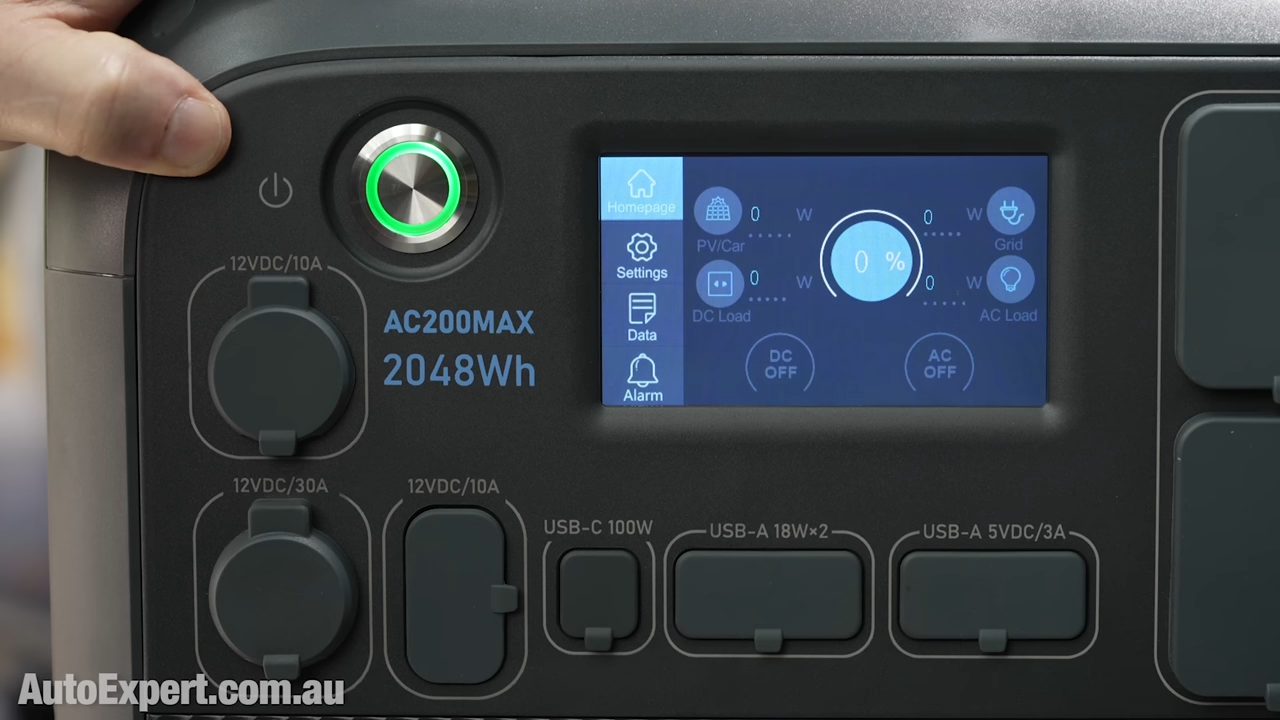 12VDC/10A
AC200MAX
2048Wh
Homepage
Settings
Data
Alarm
0 W
PV/Car
0 W
DC Load
0 %
0 W
Grid
0 W
AC Load
DC
OFF
AC
OFF
12VDC/30A
12VDC/10A
USB-C 100W
USB-A 18W×2
USB-A 5VDC/3A
AutoExpert.com.au